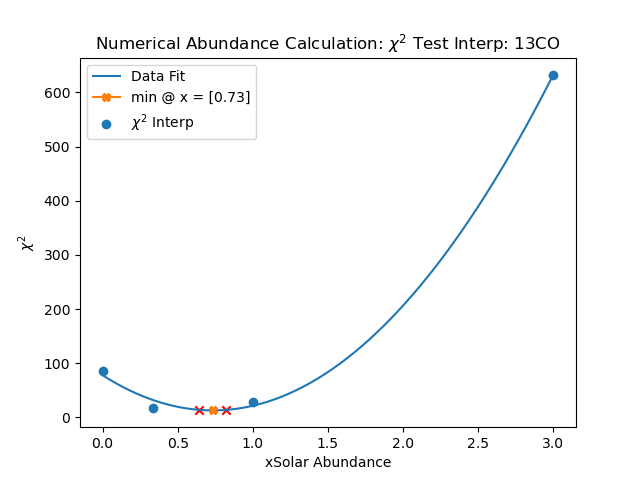 Numerical Abundance Calculation: χ² Test Interp: 13CO
Data Fit
min @ x = [0.73]
χ² Interp
600
500
400
300
200
100
0
χ²
0.0 0.5 1.0 1.5 2.0 2.5 3.0
xSolar Abundance